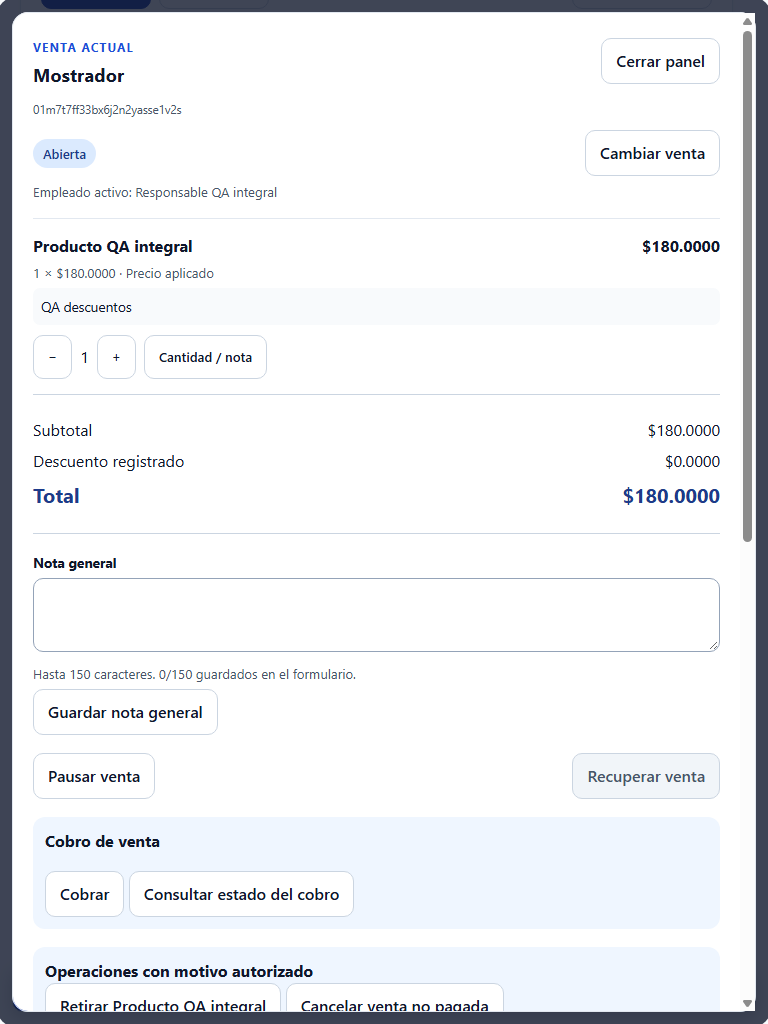 VENTA ACTUAL
Mostrador
Cerrar panel
01m7t7ff33bx6j2n2yasse1v2s
Abierta
Cambiar venta
Empleado activo: Responsable QA integral
Producto QA integral $180.0000
1 × $180.0000 · Precio aplicado
QA descuentos
− 1 + Cantidad / nota
Subtotal $180.0000
Descuento registrado $0.0000
Total $180.0000
Nota general
Hasta 150 caracteres. 0/150 guardados en el formulario.
Guardar nota general
Pausar venta Recuperar venta
Cobro de venta
Cobrar Consultar estado del cobro
Operaciones con motivo autorizado
Retirar Producto QA integral Cancelar venta no pagada